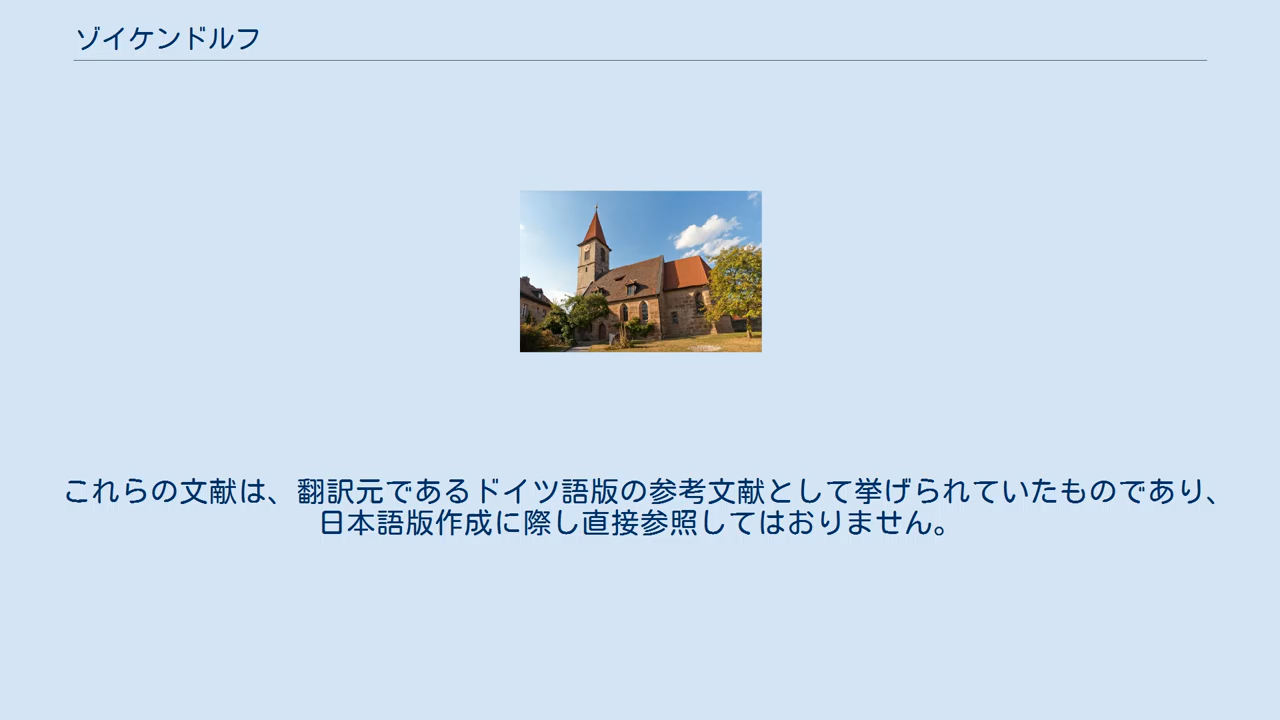 ゾイケンドルフ
これらの文献は、翻訳元であるドイツ語版の参考文献として挙げられていたものであり、
日本語版作成に際し直接参照してはおりません。